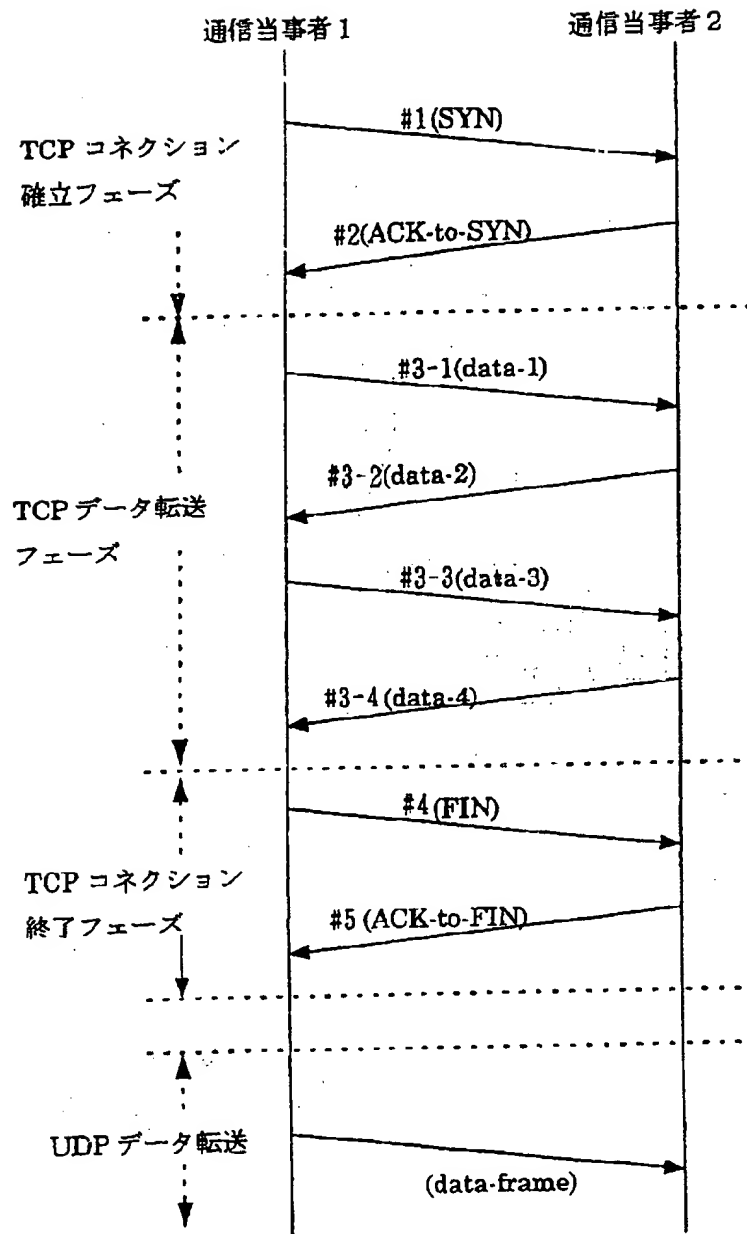 通信当事者1
通信当事者2
#1(SYN)
TCP コネクション
確立フェーズ
#2(ACK-to-SYN)
#3-1(data-1)
#3-2(data-2)
TCP データ転送
フェーズ
#3-3(data-3)
#3-4(data-4)
#4(FIN)
TCP コネクション
終了フェーズ
#5(ACK-to-FIN)
UDP データ転送
(data-frame)